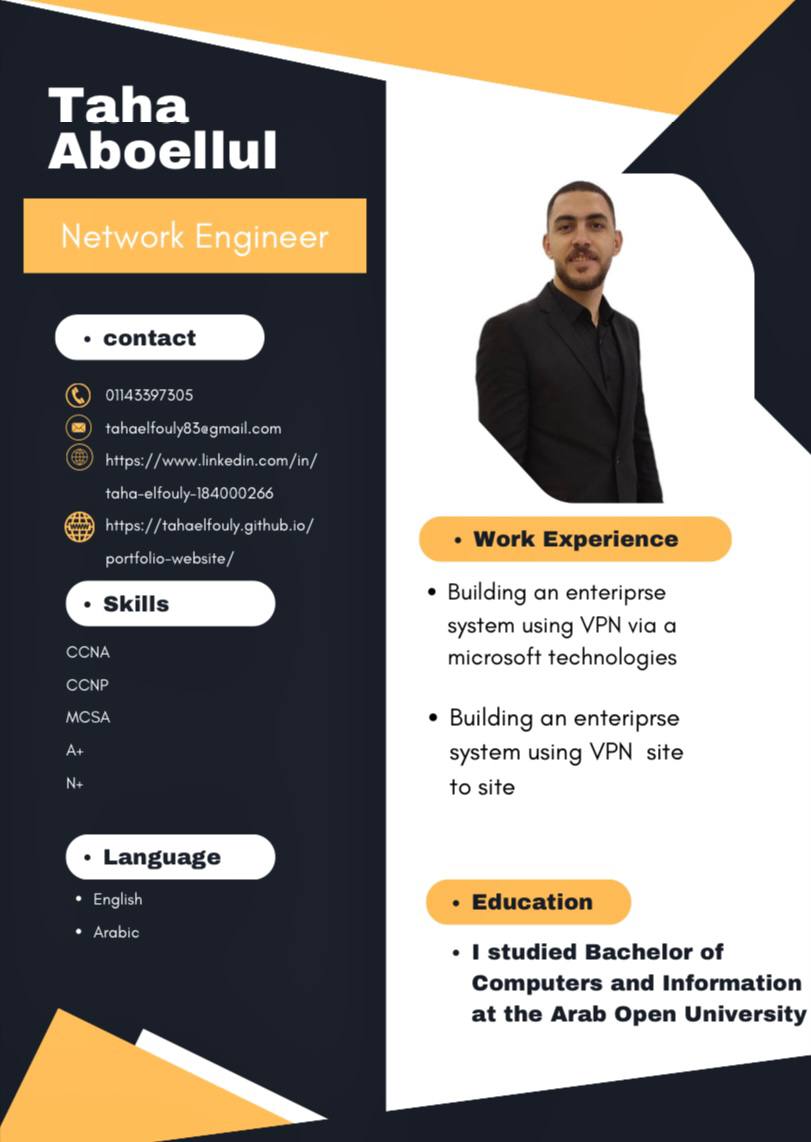 Taha
Aboellul
Network Engineer
• contact
01143397305
tahaelfouly83@gmail.com
https://www.linkedin.com/in/
taha-elfouly-184000266
https://tahaelfouly.github.io/
portfolio-website/
• Skills
CCNA
CCNP
MCSA
A+
N+
• Language
• English
• Arabic
• Work Experience
• Building an enteriprse
system using VPN via a
microsoft technologies
• Building an enteriprse
system using VPN site
to site
• Education
• I studied Bachelor of
Computers and Information
at the Arab Open University